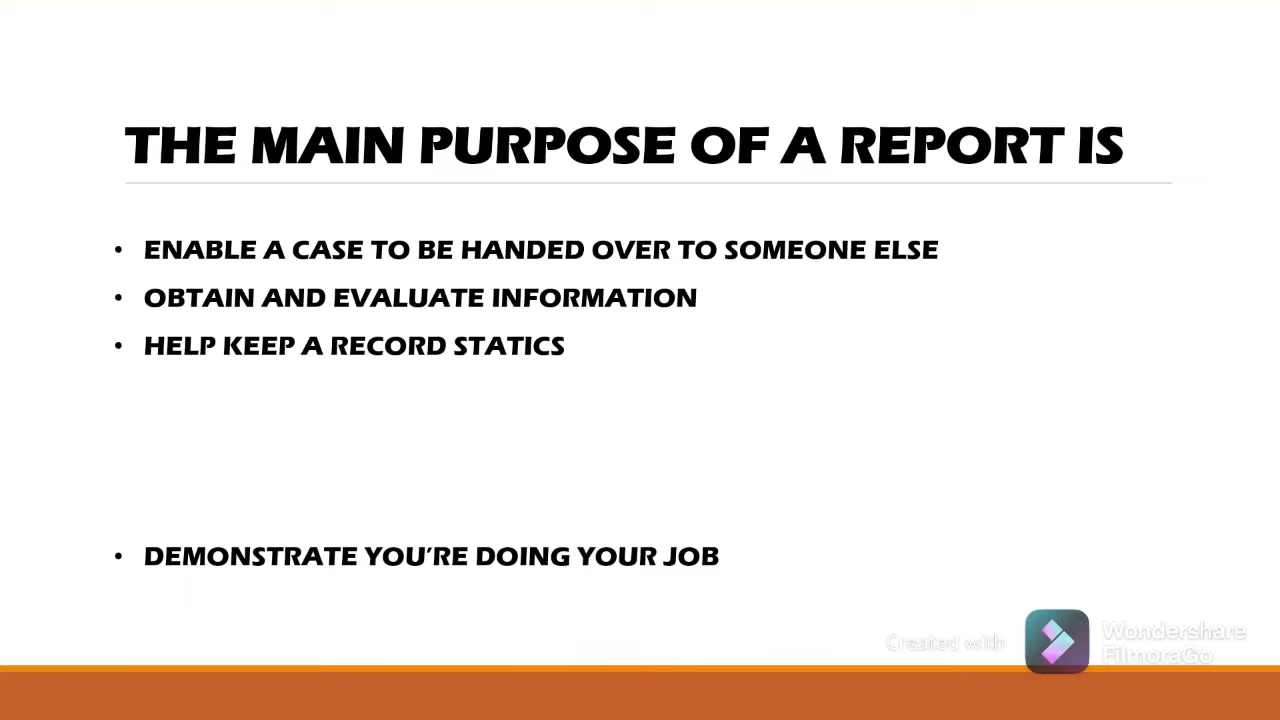 THE MAIN PURPOSE OF A REPORT IS
• ENABLE A CASE TO BE HANDED OVER TO SOMEONE ELSE
• OBTAIN AND EVALUATE INFORMATION
• HELP KEEP A RECORD STATICS
• DEMONSTRATE YOU’RE DOING YOUR JOB
Created with
Wondershare
FilmoraGo